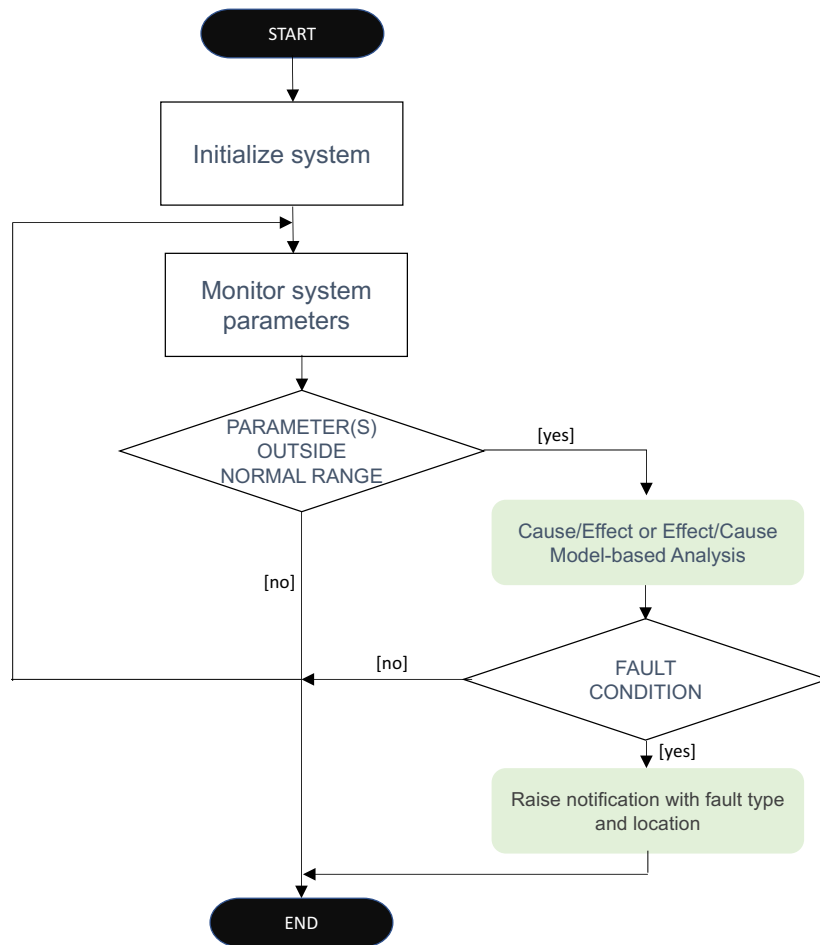 START
Initialize system
Monitor system
parameters
PARAMETER(S)
OUTSIDE
NORMAL RANGE
[yes]
Cause/Effect or Effect/Cause
Model-based Analysis
[no]
[no]
FAULT
CONDITION
[yes]
Raise notification with fault type
and location
END